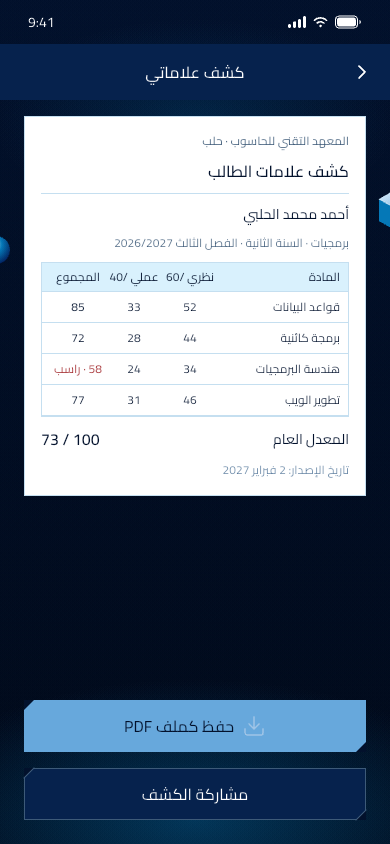 9:41
كشف علاماتي
المعهد التقني للحاسوب · حلب
كشف علامات الطالب
أحمد محمد الحلبي
برمجيات · السنة الثانية · الفصل الثالث 2026/2027
المادة نظري /60 عملي /40 المجموع
قواعد البيانات 52 33 85
برمجة كائنية 44 28 72
هندسة البرمجيات 34 24 58 · راسب
تطوير الويب 46 31 77
المعدل العام 73 / 100
تاريخ الإصدار: 2 فبراير 2027
حفظ كملف PDF
مشاركة الكشف